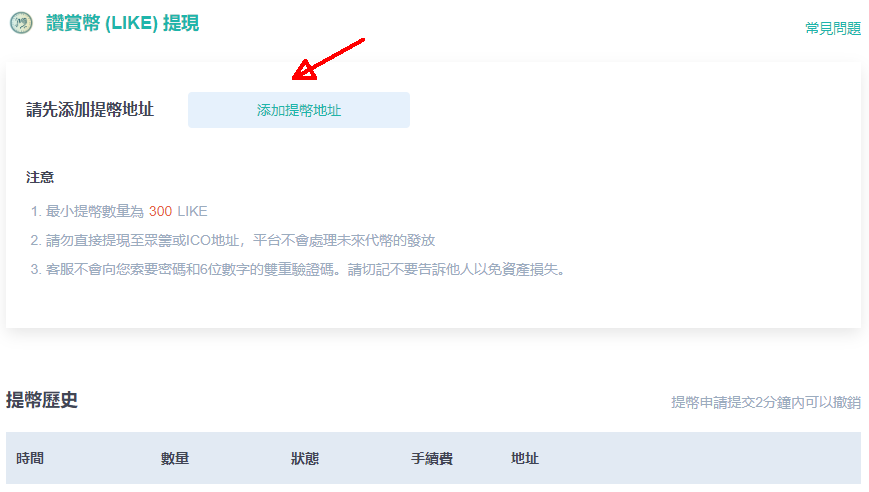 讚賞幣 (LIKE) 提現
常見問題
請先添加提幣地址
添加提幣地址
注意
1. 最小提幣數量為 300 LIKE
2. 請勿直接提現至眾籌或ICO地址，平台不會處理未來代幣的發放
3. 客服不會向您索要密碼和6位數字的雙重驗證碼。請切記不要告訴他人以免資產損失。
提幣歷史
提幣申請提交2分鐘内可以撤銷
時間 數量 狀態 手續費 地址